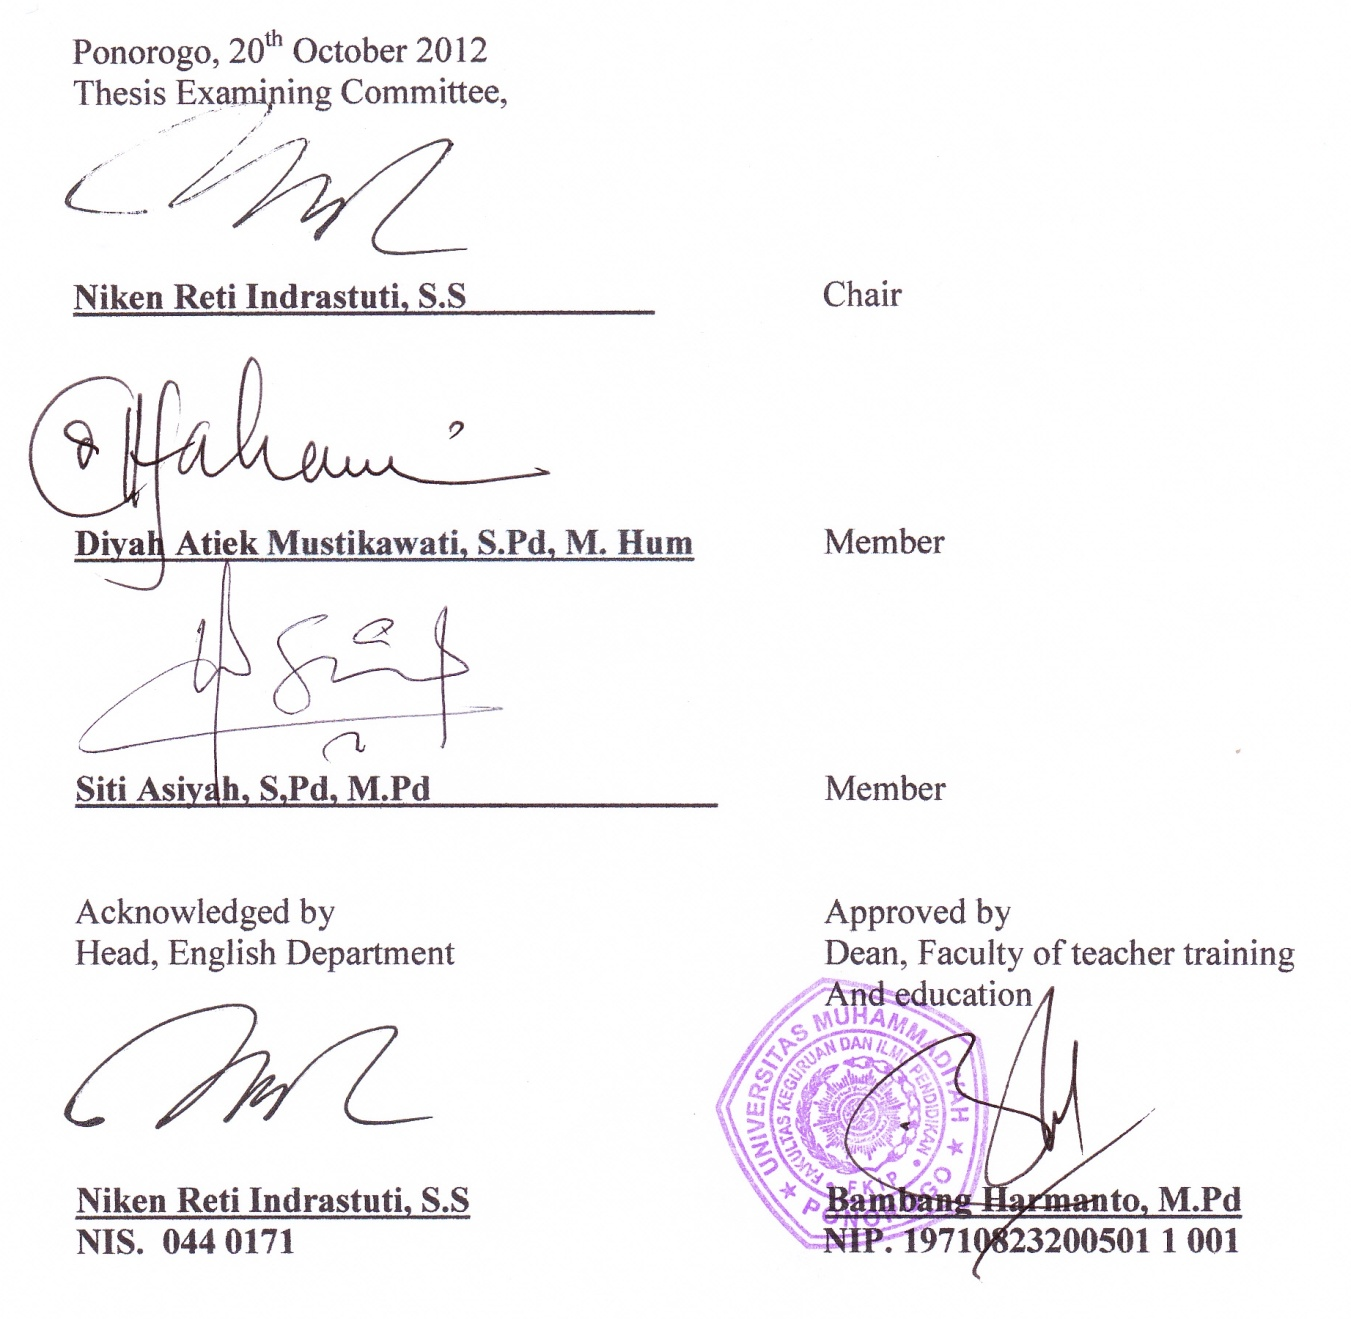 Ponorogo, 20th October 2012
Thesis Examining Committee,
Niken Reti Indrastuti, S.S
Chair
Diyah Atiek Mustikawati, S.Pd, M. Hum
Member
Siti Asiyah, S,Pd, M.Pd
Member
Acknowledged by
Head, English Department
Approved by
Dean, Faculty of teacher training
And education
UNIVERSITAS MUHAMMADIYAH
PONOROGO
FAKULTAS KEGURUAN DAN ILMU PENDIDIKAN
FKIP
Niken Reti Indrastuti, S.S
NIS. 044 0171
Bambang Harmanto, M.Pd
NIP. 19710823200501 1 001